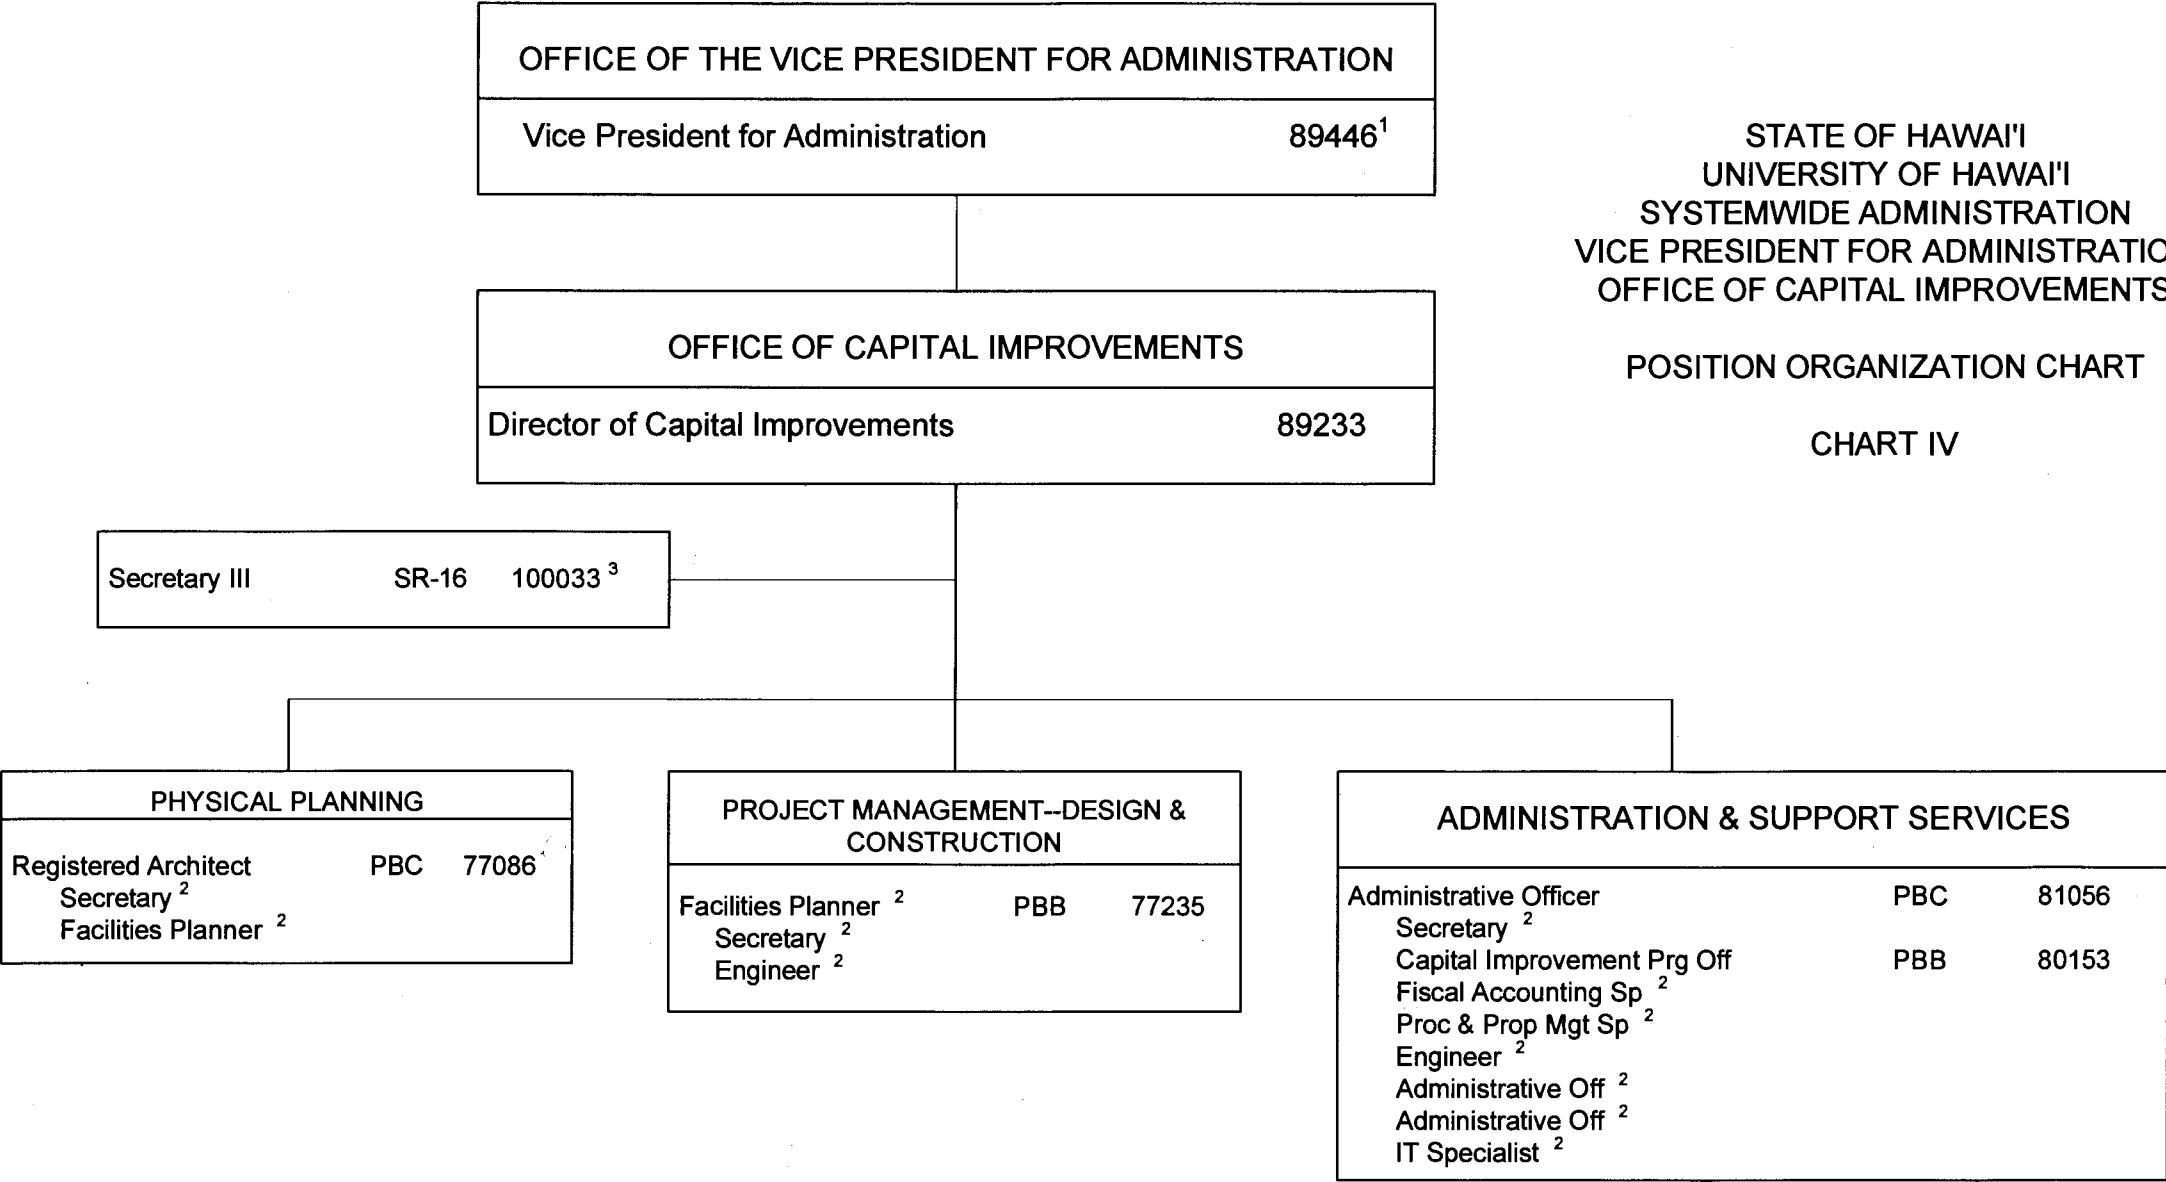 OFFICE OF THE VICE PRESIDENT FOR ADMINISTRATION
Vice President for Administration 89446¹
STATE OF HAWAI'I
UNIVERSITY OF HAWAI'I
SYSTEMWIDE ADMINISTRATION
VICE PRESIDENT FOR ADMINISTRATIO
OFFICE OF CAPITAL IMPROVEMENTS
POSITION ORGANIZATION CHART
CHART IV
OFFICE OF CAPITAL IMPROVEMENTS
Director of Capital Improvements 89233
Secretary III SR-16 100033 ³
PHYSICAL PLANNING
Registered Architect PBC 77086
Secretary ²
Facilities Planner ²
PROJECT MANAGEMENT--DESIGN &
CONSTRUCTION
Facilities Planner ² PBB 77235
Secretary ²
Engineer ²
ADMINISTRATION & SUPPORT SERVICES
Administrative Officer PBC 81056
Secretary ²
Capital Improvement Prg Off PBB 80153
Fiscal Accounting Sp ²
Proc & Prop Mgt Sp ²
Engineer ²
Administrative Off ²
Administrative Off ²
IT Specialist ²